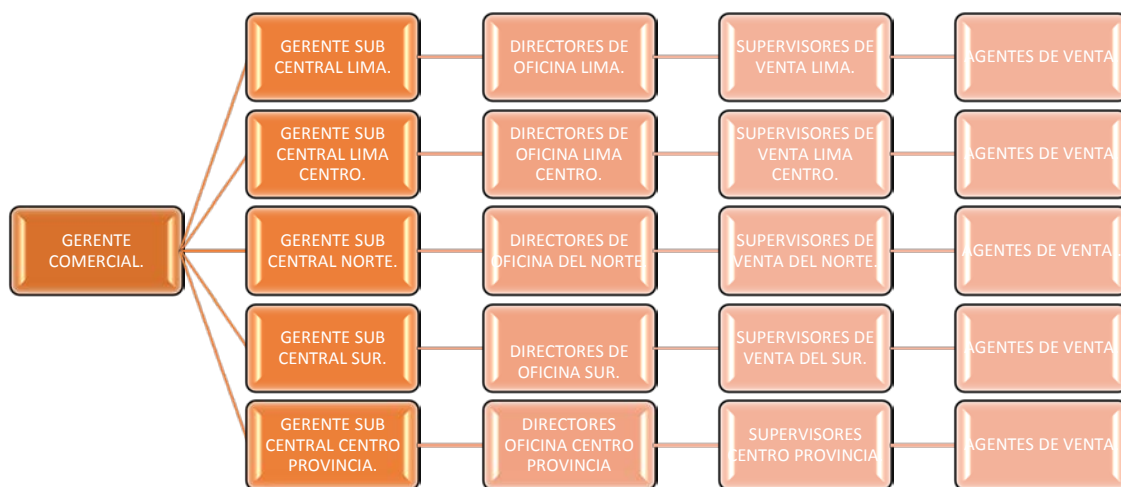 GERENTE SUB
CENTRAL LIMA.
DIRECTORES DE
OFICINA LIMA.
SUPERVISORES DE
VENTA LIMA.
AGENTES DE VENTA
GERENTE SUB
CENTRAL LIMA
CENTRO.
DIRECTORES DE
OFICINA LIMA
CENTRO.
SUPERVISORES DE
VENTA LIMA
CENTRO.
AGENTES DE VENTA
GERENTE
COMERCIAL.
GERENTE SUB
CENTRAL NORTE.
DIRECTORES DE
OFICINA DEL NORTE
SUPERVISORES DE
VENTA DEL NORTE.
AGENTES DE VENTA.
GERENTE SUB
CENTRAL SUR.
DIRECTORES DE
OFICINA SUR.
SUPERVISORES DE
VENTA DEL SUR.
AGENTES DE VENTA
GERENTE SUB
CENTRAL CENTRO
PROVINCIA.
DIRECTORES
OFICINA CENTRO
PROVINCIA
SUPERVISORES
CENTRO PROVINCIA
AGENTES DE VENTA